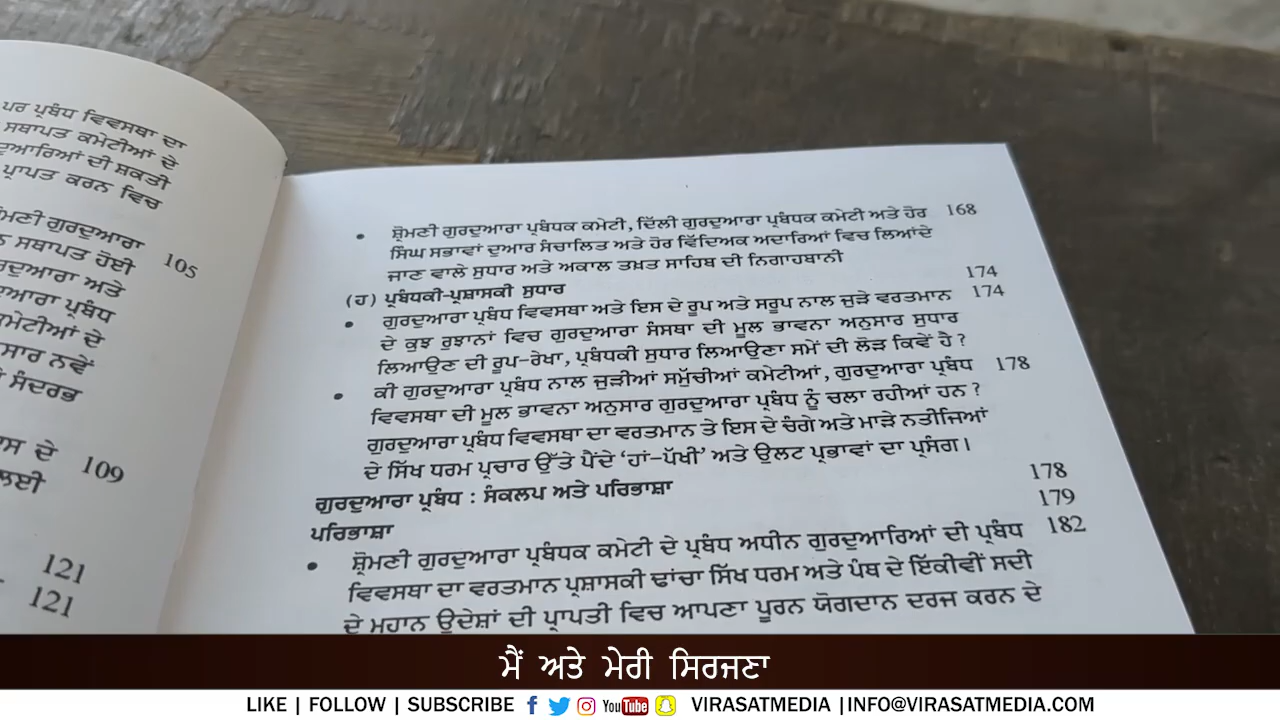 ਪਰ ਪ੍ਰਬੰਧ ਵਿਵਸਥਾ ਦਾ
ਸਥਾਪਤ ਕਮੇਟੀਆਂ ਦੇ
ਦੁਆਰਿਆਂ ਦੀ ਸ਼ਕਤੀ
ਪ੍ਰਾਪਤ ਕਰਨ ਵਿਚ
ਗੁਰਦੁਆਰਾ 105
ਸਥਾਪਤ ਹੋਈ
ਅਤੇ
ਪ੍ਰਬੰਧ
ਕਮੇਟੀਆਂ ਦੇ
ਨਵੇਂ
ਸੰਦਰਭ
ਦੇ 109
121
121
• ਸ਼੍ਰੋਮਣੀ ਗੁਰਦੁਆਰਾ ਪ੍ਰਬੰਧਕ ਕਮੇਟੀ, ਦਿੱਲੀ ਗੁਰਦੁਆਰਾ ਪ੍ਰਬੰਧਕ ਕਮੇਟੀ ਅਤੇ ਹੋਰ 168
ਸਿੰਘ ਸਭਾਵਾਂ ਦੁਆਰ ਸੰਚਾਲਿਤ ਅਤੇ ਹੋਰ ਵਿੱਦਿਅਕ ਅਦਾਰਿਆਂ ਵਿਚ ਲਿਆਂਦੇ
ਜਾਣ ਵਾਲੇ ਸੁਧਾਰ ਅਤੇ ਅਕਾਲ ਤਖ਼ਤ ਸਾਹਿਬ ਦੀ ਨਿਗਾਹਬਾਨੀ
(ਹ) ਪ੍ਰਬੰਧਕੀ-ਪ੍ਰਸ਼ਾਸਕੀ ਸੁਧਾਰ 174
• ਗੁਰਦੁਆਰਾ ਪ੍ਰਬੰਧ ਵਿਵਸਥਾ ਅਤੇ ਇਸ ਦੇ ਰੂਪ ਅਤੇ ਸਰੂਪ ਨਾਲ ਜੁੜੇ ਵਰਤਮਾਨ 174
ਦੇ ਕੁਝ ਰੁਝਾਨਾਂ ਵਿਚ ਗੁਰਦੁਆਰਾ ਸੰਸਥਾ ਦੀ ਮੂਲ ਭਾਵਨਾ ਅਨੁਸਾਰ ਸੁਧਾਰ
ਲਿਆਉਣ ਦੀ ਰੂਪ-ਰੇਖਾ, ਪ੍ਰਬੰਧਕੀ ਸੁਧਾਰ ਲਿਆਉਣਾ ਸਮੇਂ ਦੀ ਲੋੜ ਕਿਵੇਂ ਹੈ?
• ਕੀ ਗੁਰਦੁਆਰਾ ਪ੍ਰਬੰਧ ਨਾਲ ਜੁੜੀਆਂ ਸਮੁੱਚੀਆਂ ਕਮੇਟੀਆਂ, ਗੁਰਦੁਆਰਾ ਪ੍ਰਬੰਧ 178
ਵਿਵਸਥਾ ਦੀ ਮੂਲ ਭਾਵਨਾ ਅਨੁਸਾਰ ਗੁਰਦੁਆਰਾ ਪ੍ਰਬੰਧ ਨੂੰ ਚਲਾ ਰਹੀਆਂ ਹਨ?
ਗੁਰਦੁਆਰਾ ਪ੍ਰਬੰਧ ਵਿਵਸਥਾ ਦਾ ਵਰਤਮਾਨ ਤੇ ਇਸ ਦੇ ਚੰਗੇ ਅਤੇ ਮਾੜੇ ਨਤੀਜਿਆਂ
ਦੇ ਸਿੱਖ ਧਰਮ ਪ੍ਰਚਾਰ ਉੱਤੇ ਪੈਂਦੇ ‘ਹਾਂ-ਪੱਖੀ’ ਅਤੇ ਉਲਟ ਪ੍ਰਭਾਵਾਂ ਦਾ ਪ੍ਰਸੰਗ।
ਗੁਰਦੁਆਰਾ ਪ੍ਰਬੰਧ : ਸੰਕਲਪ ਅਤੇ ਪਰਿਭਾਸ਼ਾ 178
ਪਰਿਭਾਸ਼ਾ 179
• ਸ਼੍ਰੋਮਣੀ ਗੁਰਦੁਆਰਾ ਪ੍ਰਬੰਧਕ ਕਮੇਟੀ ਦੇ ਪ੍ਰਬੰਧ ਅਧੀਨ ਗੁਰਦੁਆਰਿਆਂ ਦੀ ਪ੍ਰਬੰਧ 182
ਵਿਵਸਥਾ ਦਾ ਵਰਤਮਾਨ ਪ੍ਰਸ਼ਾਸਕੀ ਢਾਂਚਾ ਸਿੱਖ ਧਰਮ ਅਤੇ ਪੰਥ ਦੇ ਇੱਕੀਵੀਂ ਸਦੀ
ਦੇ ਮਹਾਨ ਉਦੇਸ਼ਾਂ ਦੀ ਪ੍ਰਾਪਤੀ ਵਿਚ ਆਪਣਾ ਪੂਰਨ ਯੋਗਦਾਨ ਦਰਜ ਕਰਨ ਦੇ
ਮੈਂ ਅਤੇ ਮੇਰੀ ਸਿਰਜਣਾ
LIKE | FOLLOW | SUBSCRIBE YouTube VIRASATMEDIA |INFO@VIRASATMEDIA.COM